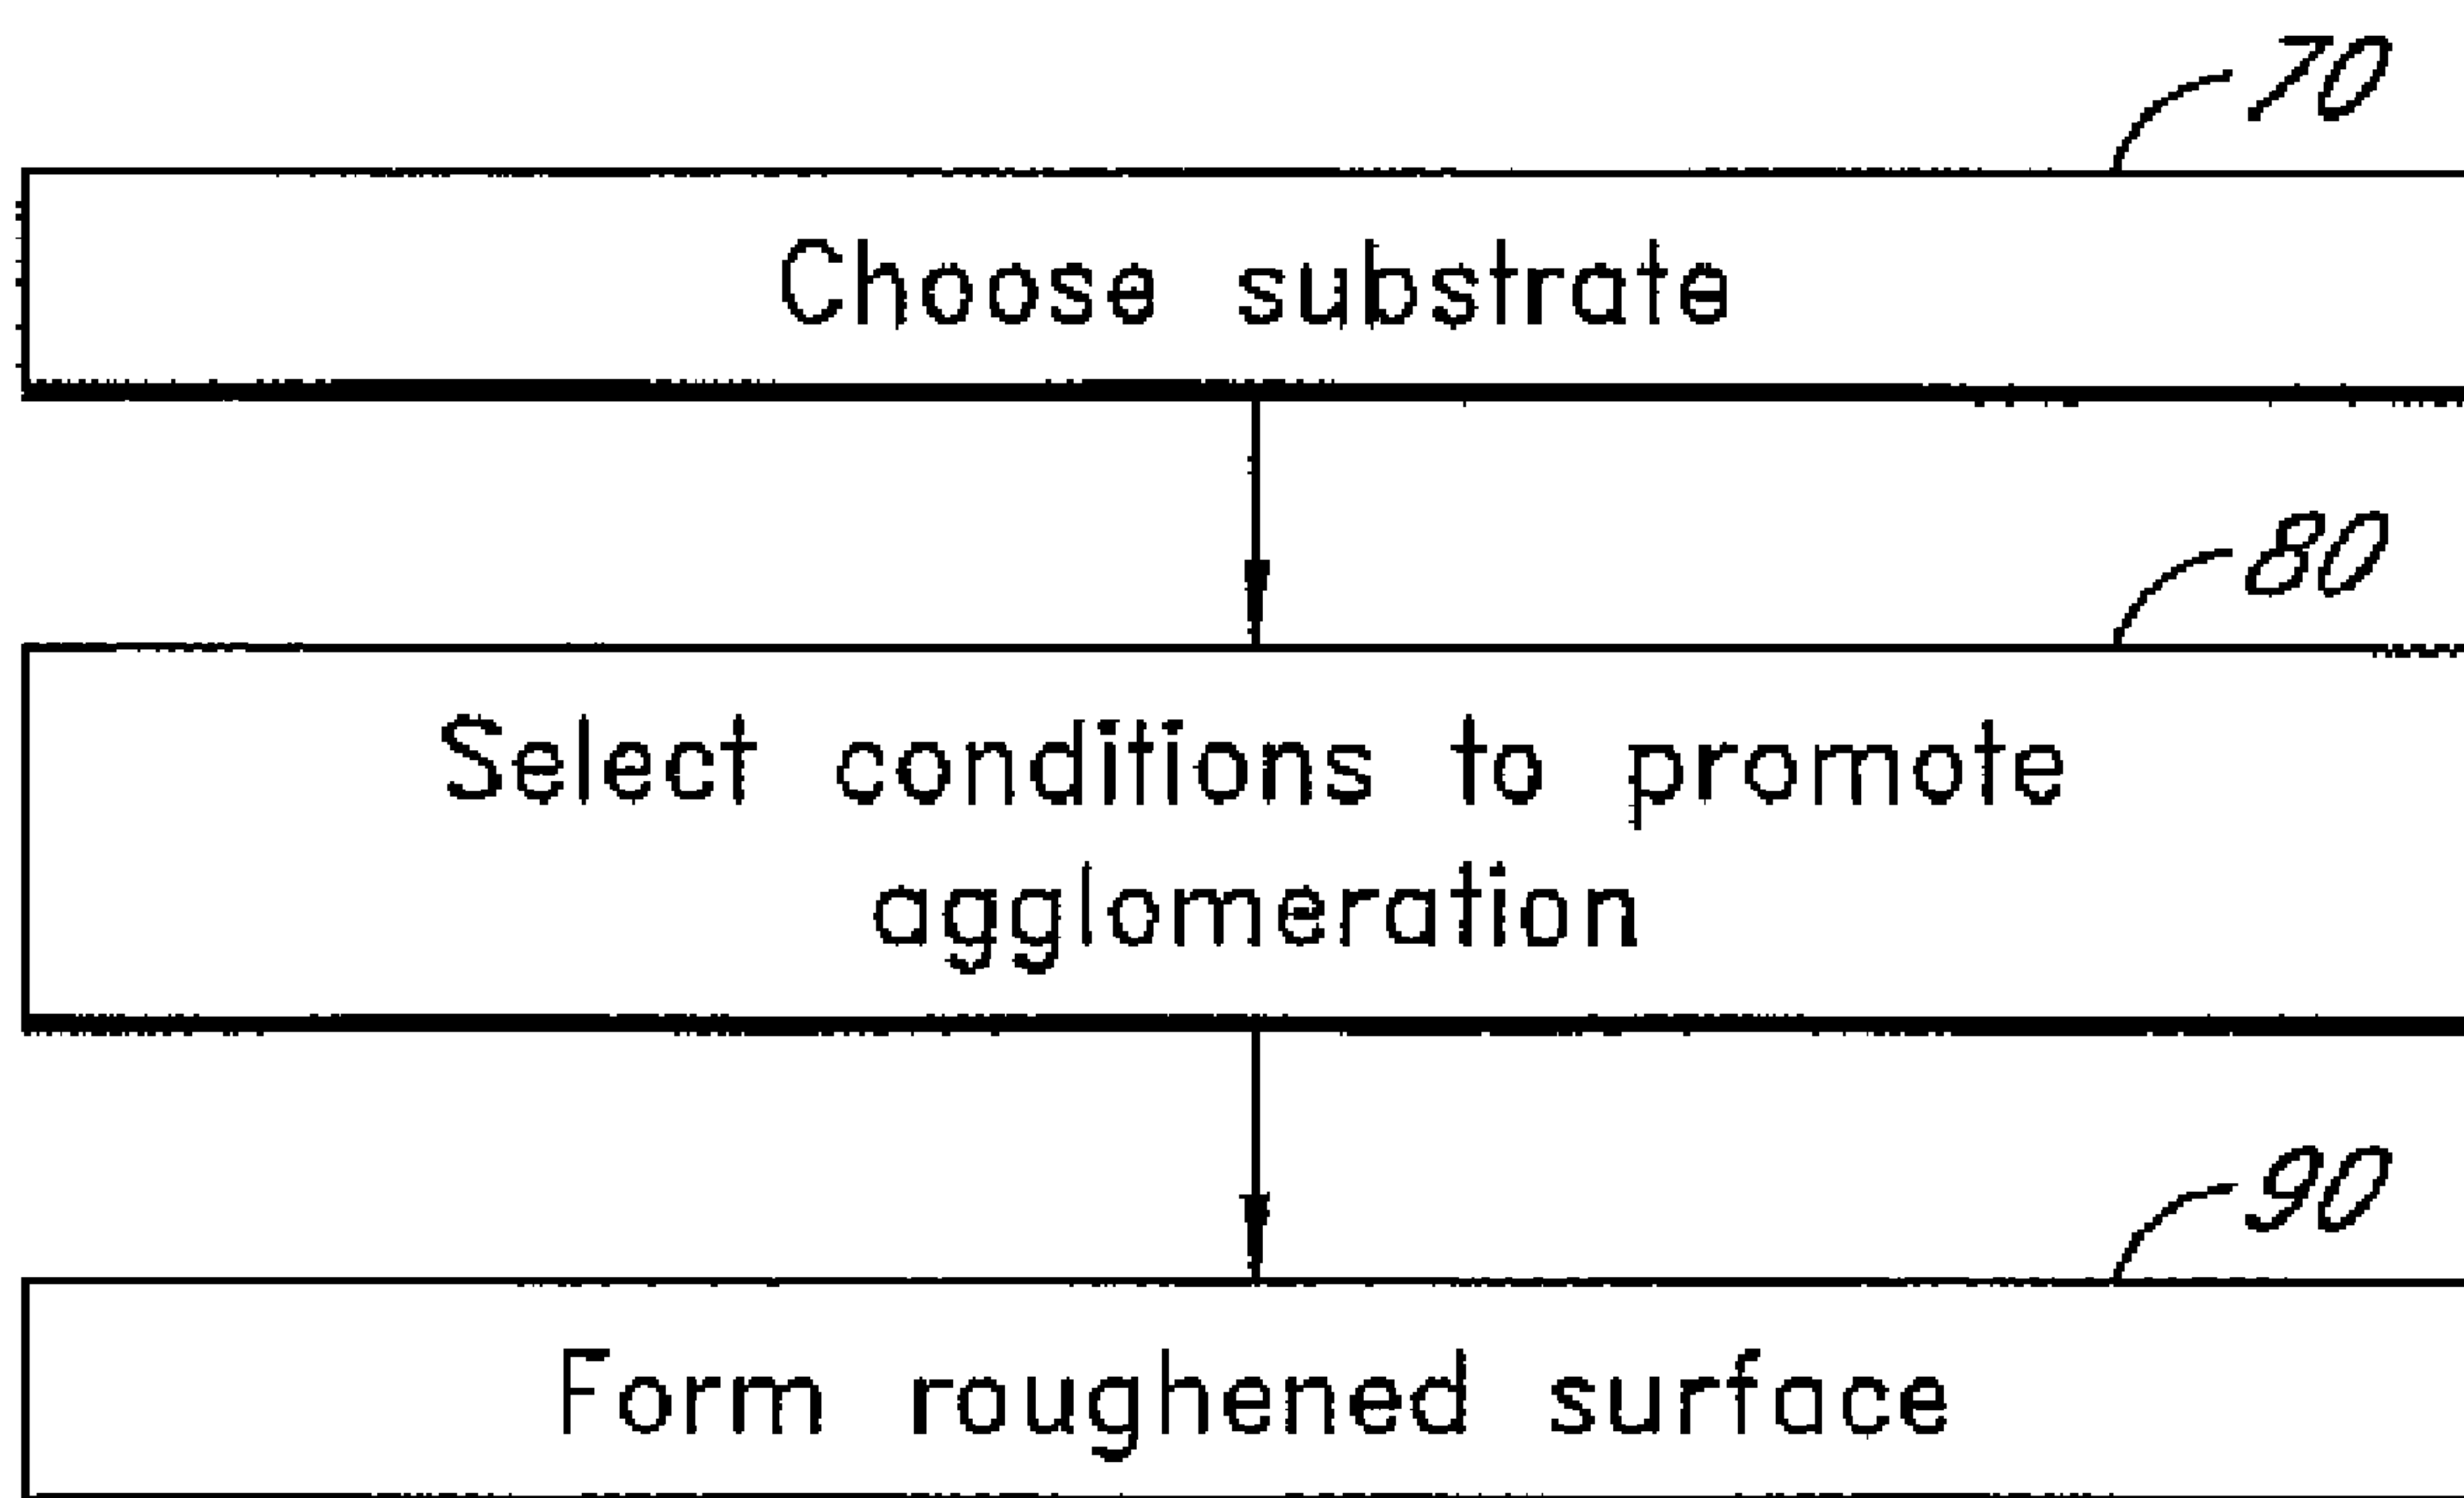 70
Choose substrate
80
Select conditions to promote
agglomeration
90
Form roughened surface